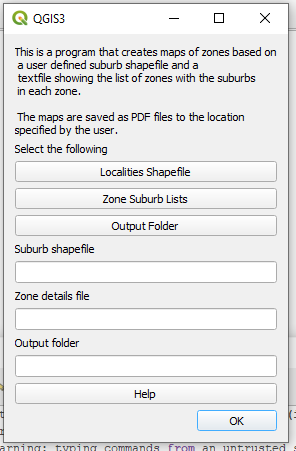 QGIS3
This is a program that creates maps of zones based on
a user defined suburb shapefile and a
textfile showing the list of zones with the suburbs
in each zone.
The maps are saved as PDF files to the location
specified by the user.
Select the following
Localities Shapefile
Zone Suburb Lists
Output Folder
Suburb shapefile
Zone details file
Output folder
Help
OK
arning: typing commands from an untrusted s